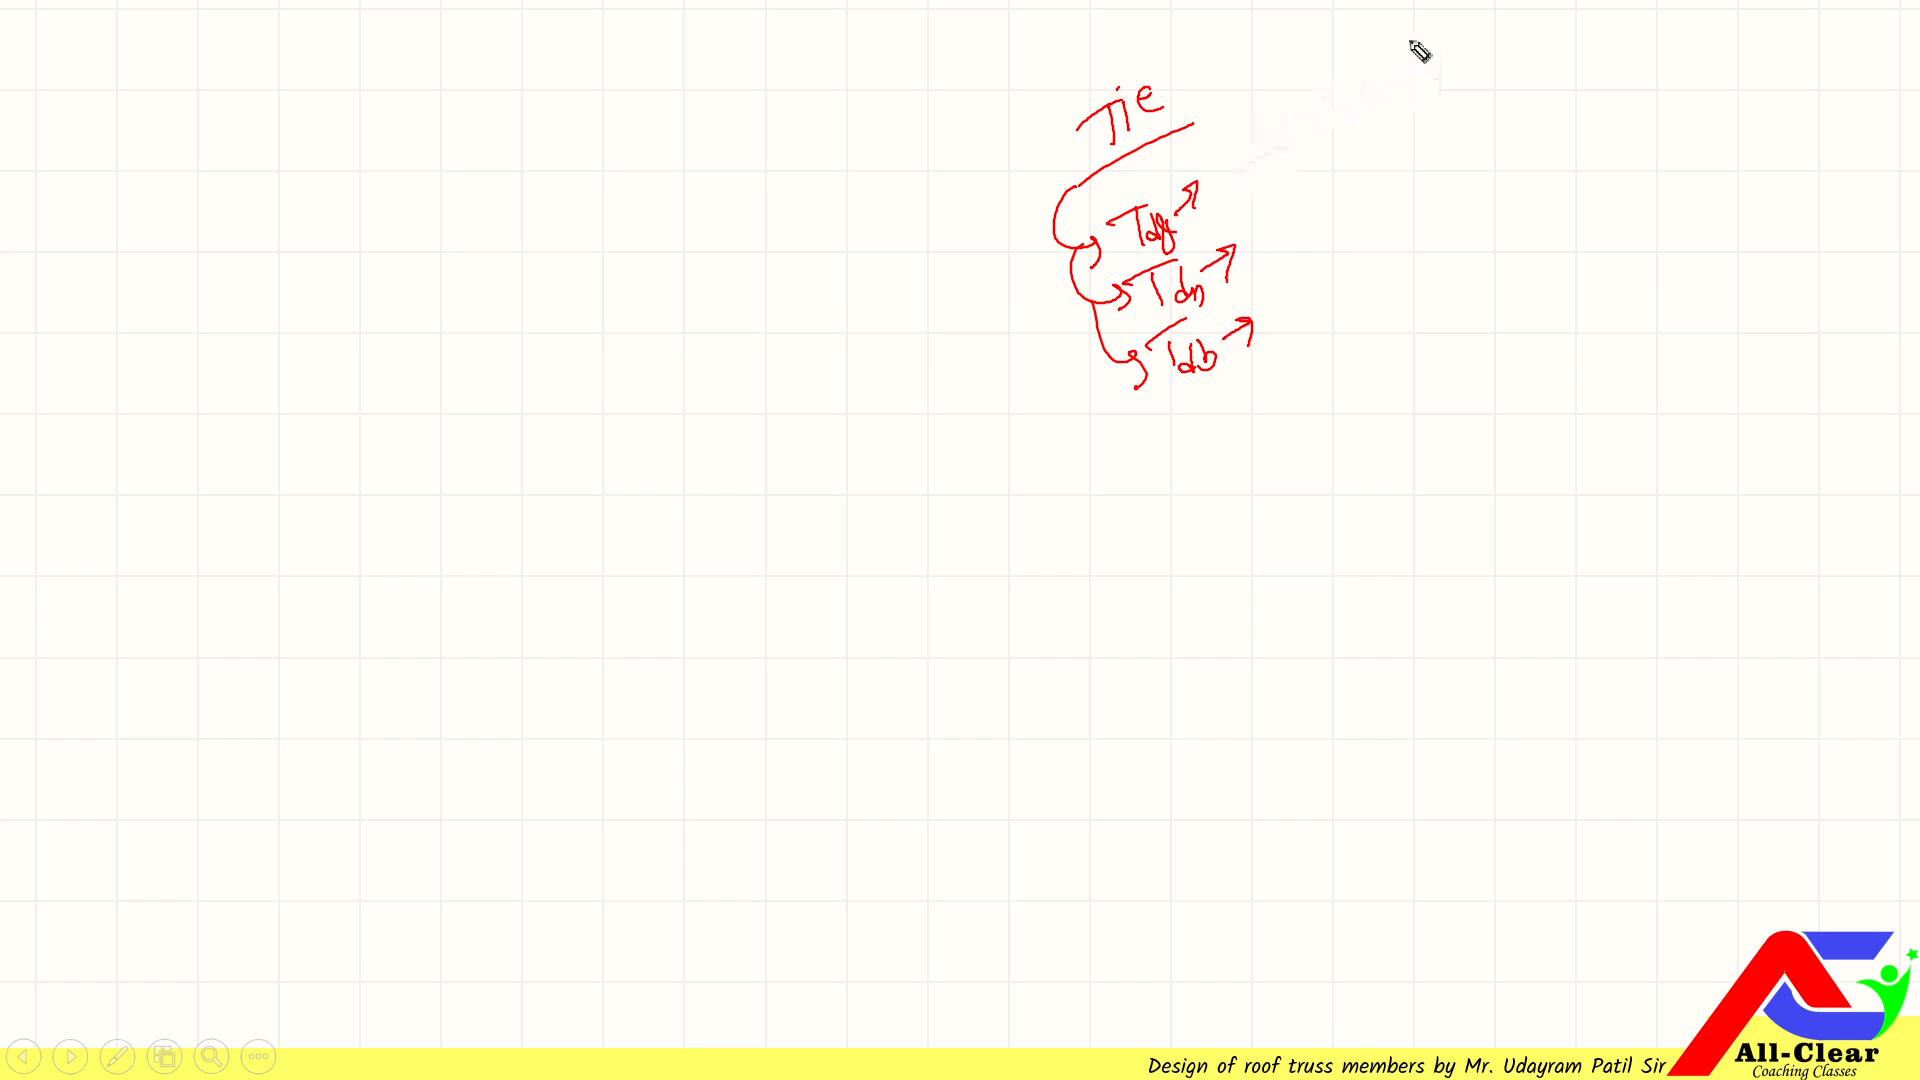 Tie
Tdg
Tdn
Tdb
Design of roof truss members by Mr. Udayram Patil Sir
All-Clear
Coaching Classes